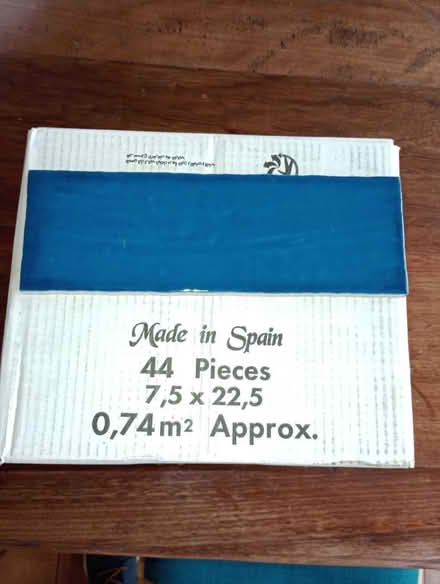 Made in Spain
44 Pieces
7,5 x 22,5
0,74m2 Approx.